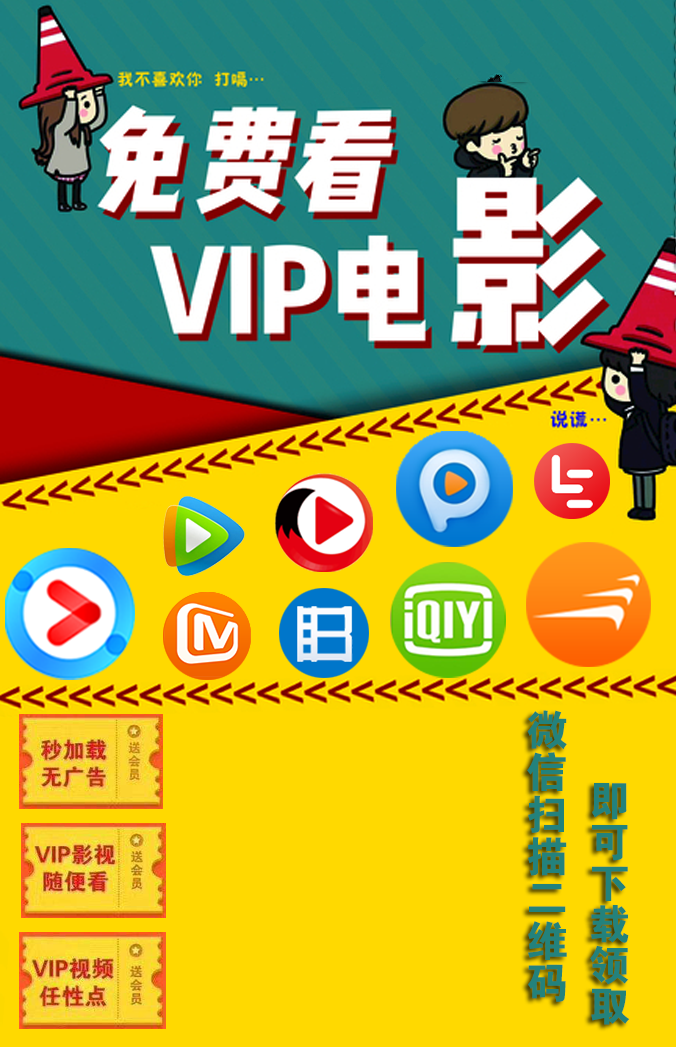 我不喜欢你 打嗝…
免费看
VIP电影
说谎…
iQIY
秒加载
无广告
送会员
VIP影视
随便看
送会员
VIP视频
任性点
送会员
微信扫描二维码
即可下载领取